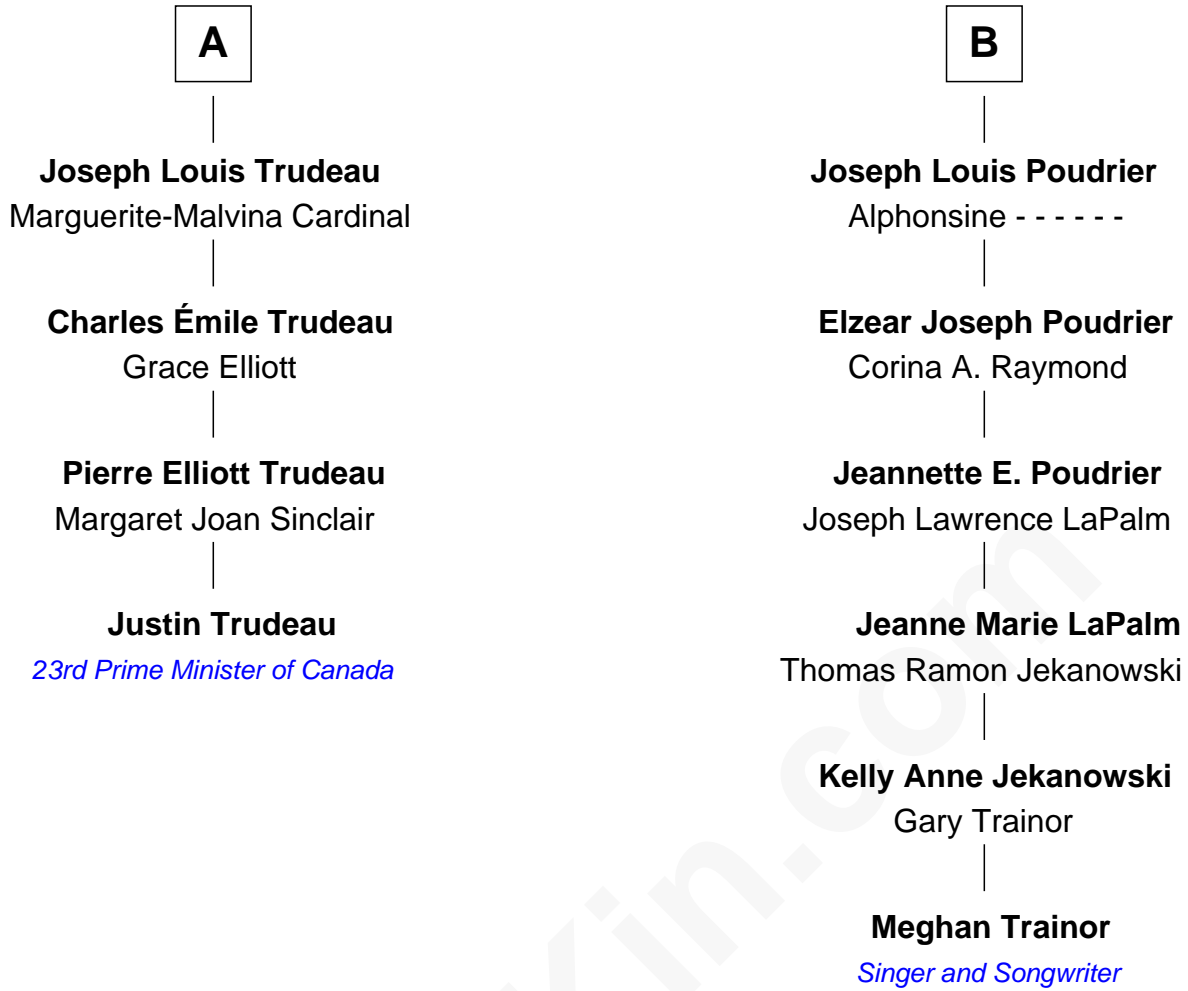 A
Joseph Louis Trudeau
Marguerite-Malvina Cardinal
Charles Émile Trudeau
Grace Elliott
Pierre Elliott Trudeau
Margaret Joan Sinclair
Justin Trudeau
23rd Prime Minister of Canada
B
Joseph Louis Poudrier
Alphonsine - - - - - -
Elzear Joseph Poudrier
Corina A. Raymond
Jeannette E. Poudrier
Joseph Lawrence LaPalm
Jeanne Marie LaPalm
Thomas Ramon Jekanowski
Kelly Anne Jekanowski
Gary Trainor
Meghan Trainor
Singer and Songwriter
Kin.com